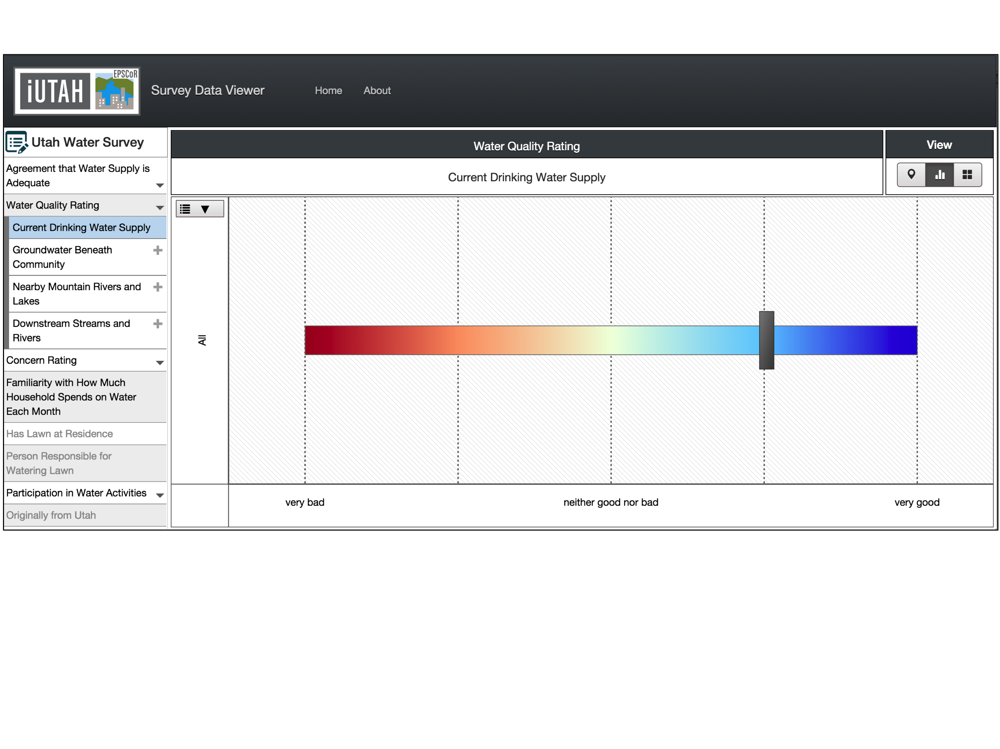 iUTAH
EPSCoR
Survey Data Viewer
Home
About
Utah Water Survey
Agreement that Water Supply is
Adequate
Water Quality Rating
Current Drinking Water Supply
Groundwater Beneath
Community
Nearby Mountain Rivers and
Lakes
Downstream Streams and
Rivers
Concern Rating
Familiarity with How Much
Household Spends on Water
Each Month
Has Lawn at Residence
Person Responsible for
Watering Lawn
Participation in Water Activities
Originally from Utah
Water Quality Rating
Current Drinking Water Supply
View
All
very bad
neither good nor bad
very good